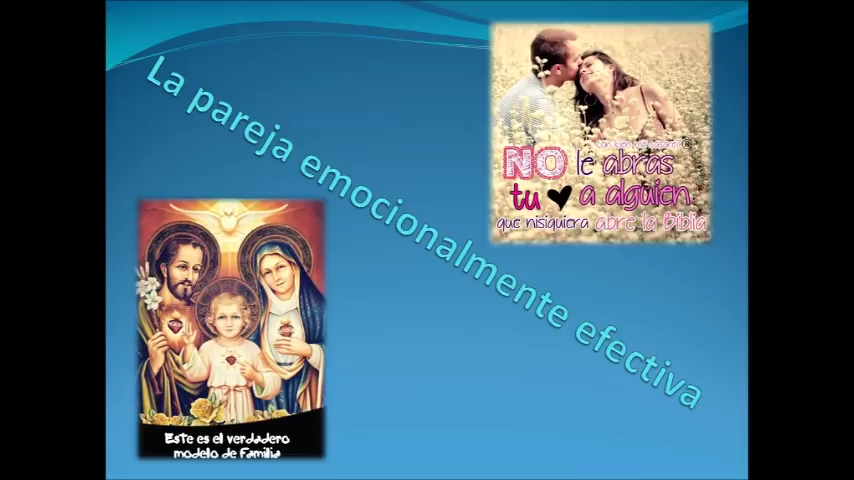 La pareja emocionalmente efectiva
NO le abras
tu a alguien
que nisiquiera abre la Biblia
Este es el verdadero
modelo de Familia